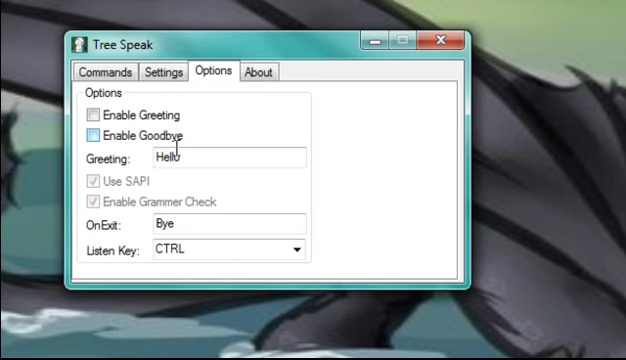 Tree Speak
Commands Settings Options About
Options
Enable Greeting
Enable Goodbye
Greeting: Hello
Use SAPI
Enable Grammer Check
OnExit: Bye
Listen Key: CTRL